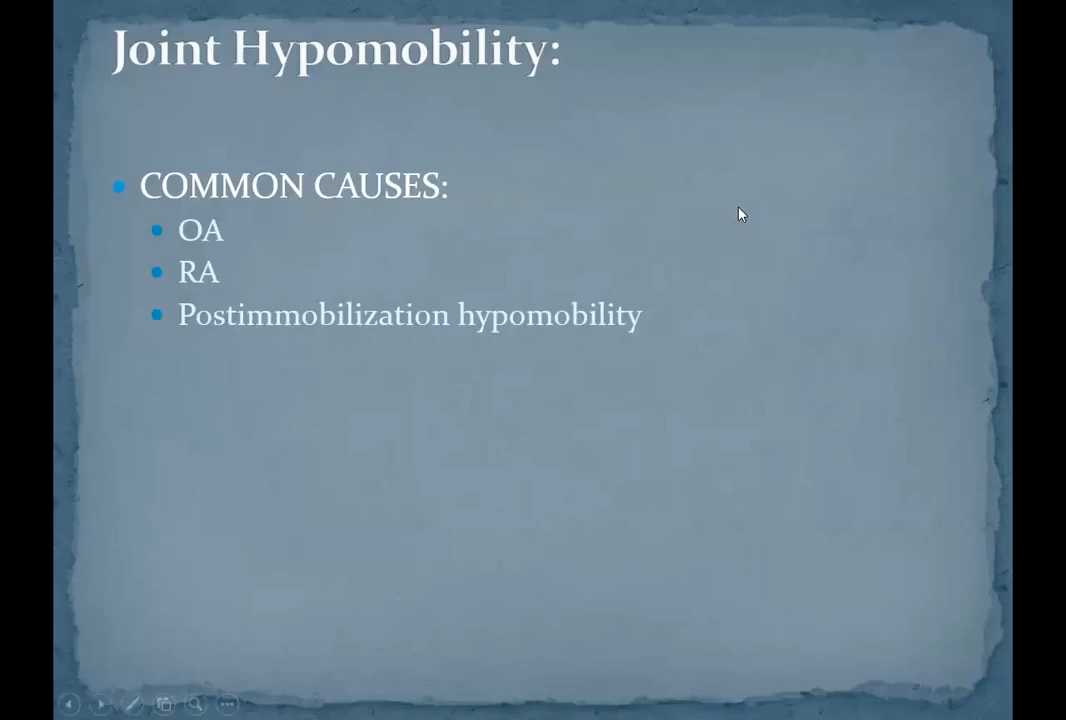 Joint Hypomobility:
COMMON CAUSES:
OA
RA
Postimmobilization hypomobility